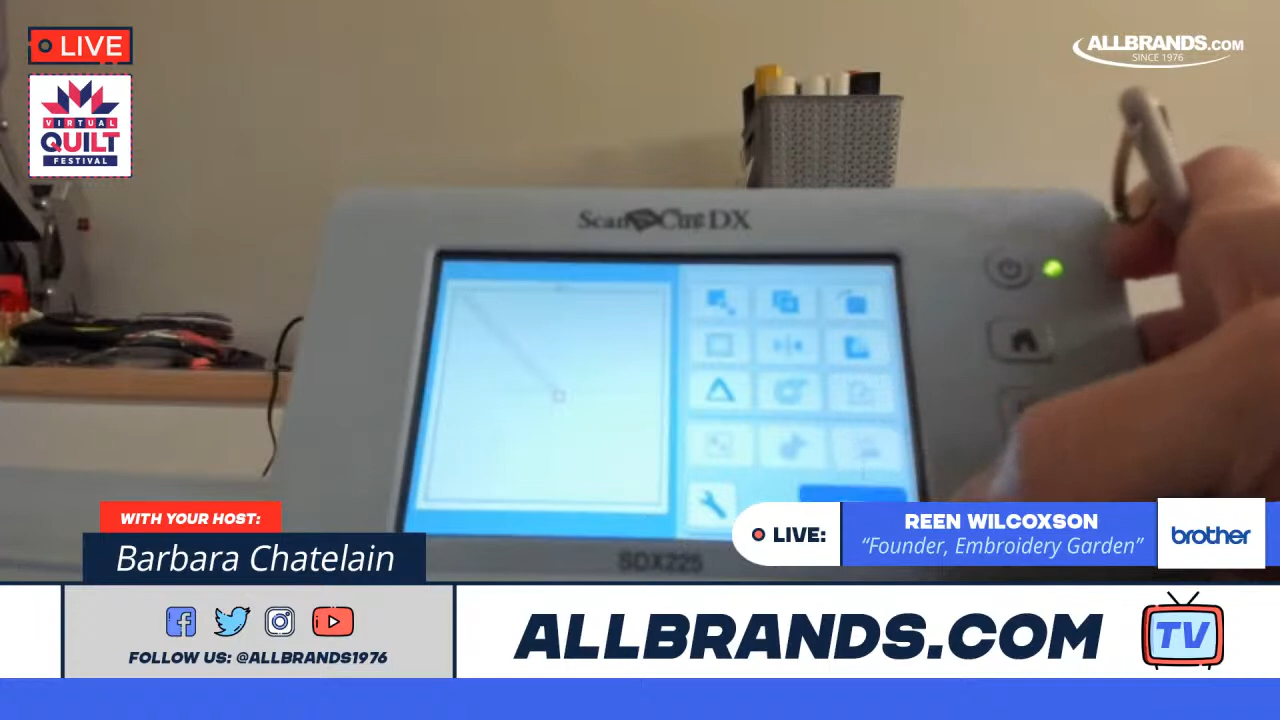 LIVE
VIRTUAL
QUILT
FESTIVAL
ALLBRANDS.COM
SINCE 1976
ScanNCut DX
SDX225
WITH YOUR HOST:
Barbara Chatelain
LIVE:
REEN WILCOXSON
“Founder, Embroidery Garden”
brother
FOLLOW US: @ALLBRANDS1976
ALLBRANDS.COM
TV